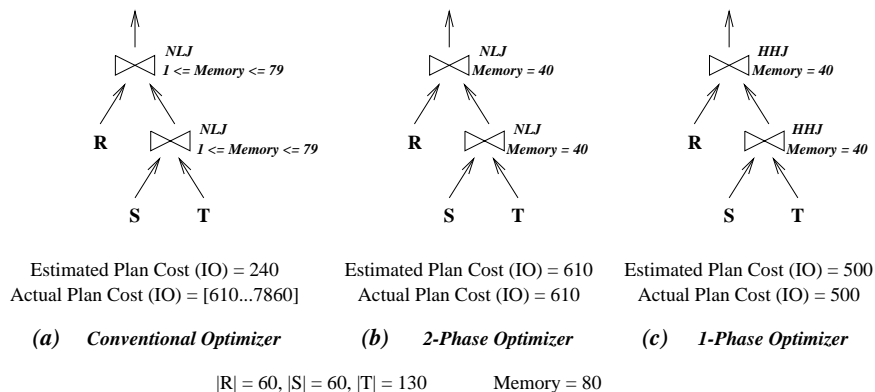 NLJ
1 <= Memory <= 79
R
NLJ
1 <= Memory <= 79
S T
Estimated Plan Cost (IO) = 240
Actual Plan Cost (IO) = [610...7860]
(a) Conventional Optimizer
NLJ
Memory = 40
R
NLJ
Memory = 40
S T
Estimated Plan Cost (IO) = 610
Actual Plan Cost (IO) = 610
(b) 2-Phase Optimizer
HHJ
Memory = 40
R
HHJ
Memory = 40
S T
Estimated Plan Cost (IO) = 500
Actual Plan Cost (IO) = 500
(c) 1-Phase Optimizer
|R| = 60, |S| = 60, |T| = 130 Memory = 80